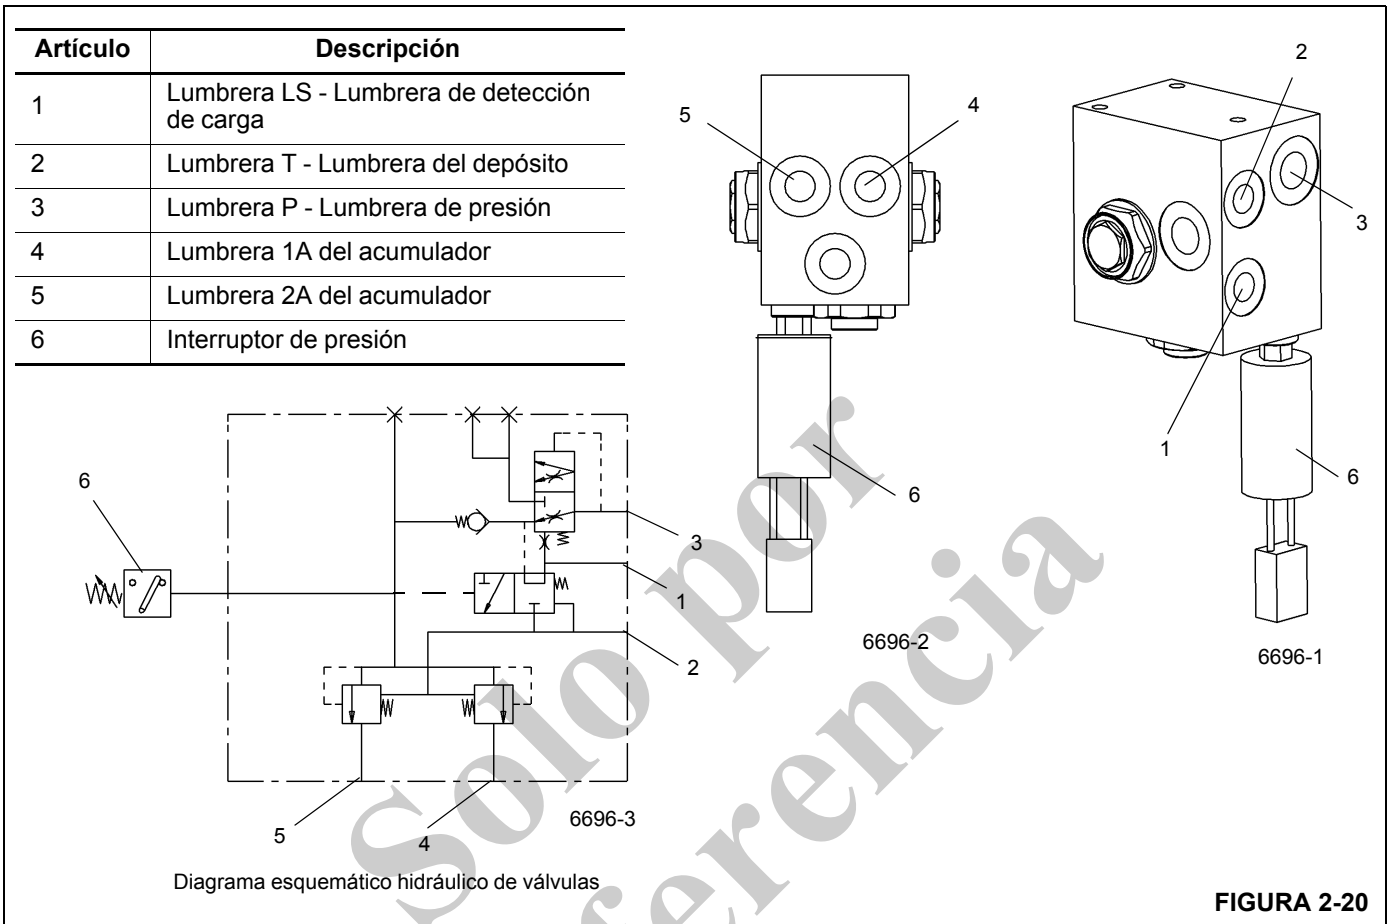 Artículo Descripción
1 Lumbrera LS - Lumbrera de detección
de carga
2 Lumbrera T - Lumbrera del depósito
3 Lumbrera P - Lumbrera de presión
4 Lumbrera 1A del acumulador
5 Lumbrera 2A del acumulador
6 Interruptor de presión
5
4
6
6696-2
2
3
1
6
6696-1
6
3
1
2
5
4
6696-3
Diagrama esquemático hidráulico de válvulas
Solo por
ferencia
FIGURA 2-20